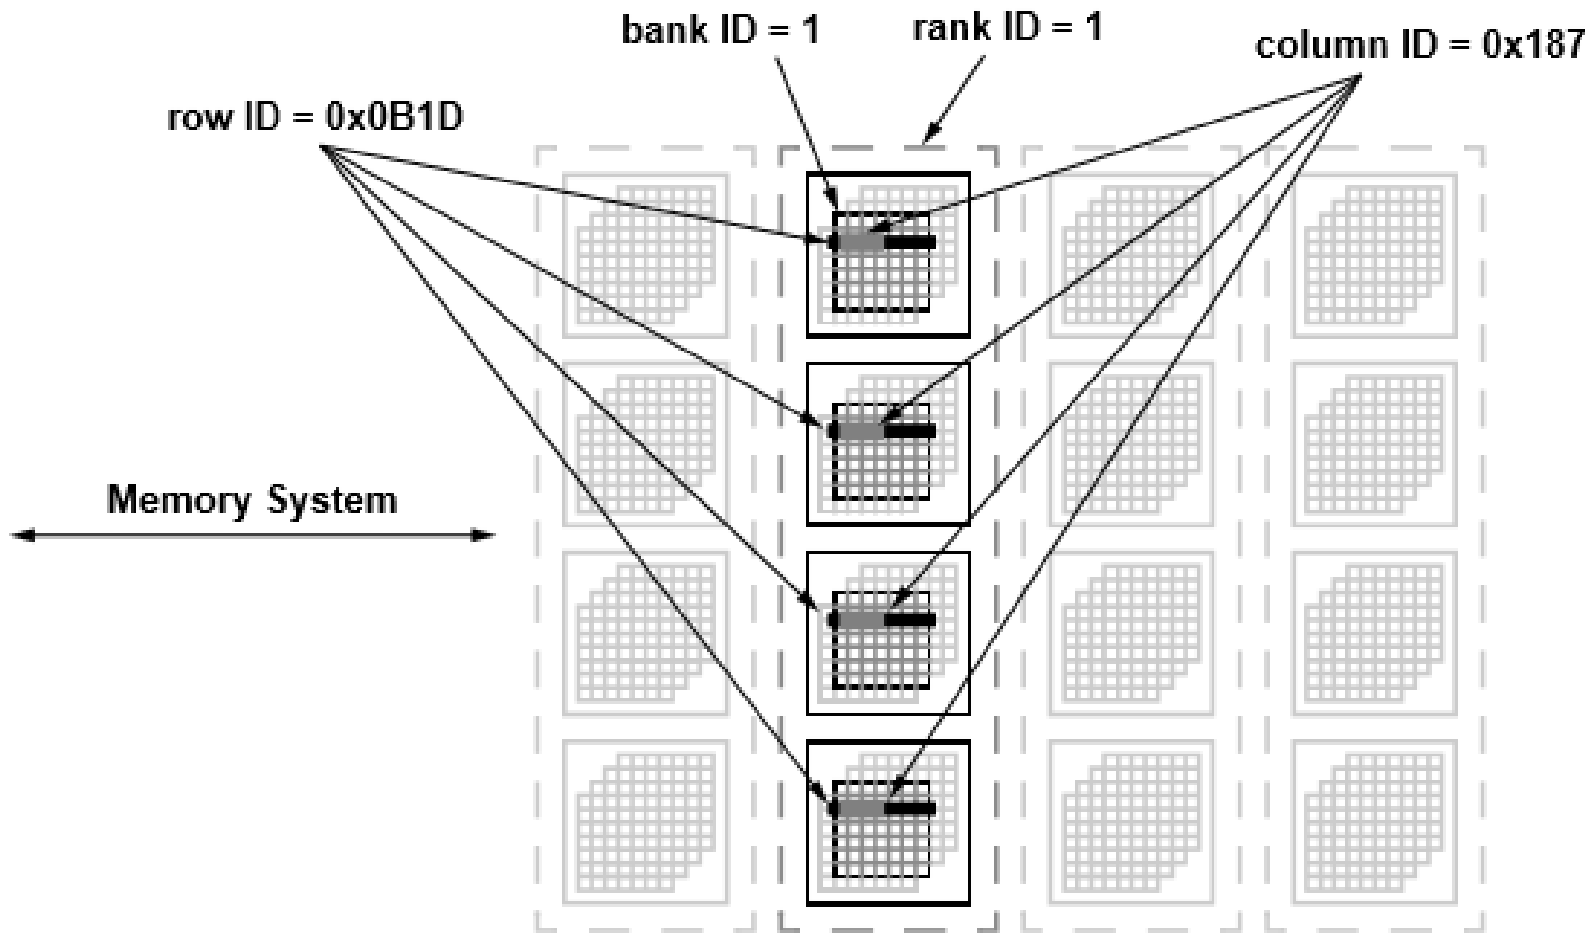 bank ID = 1
rank ID = 1
column ID = 0x187
row ID = 0x0B1D
Memory System